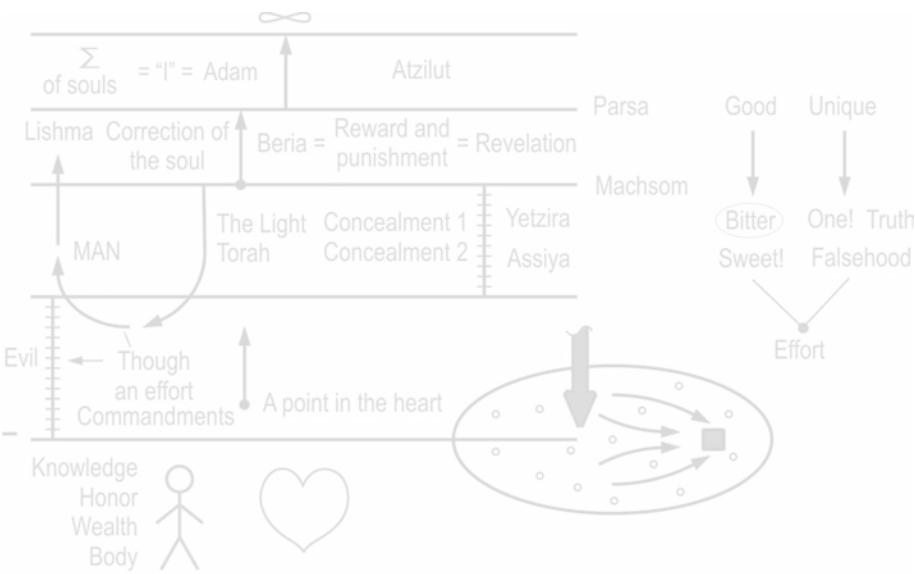 ∑
of souls
= "I" = Adam
Atzilut
Parsa
Lishma
Correction of
the soul
Beria =
Reward and
punishment
= Revelation
Machsom
MAN
The Light
Torah
Concealment 1
Concealment 2
Yetzira
Assiya
Evil
Though
an effort
Commandments
A point in the heart
Knowledge
Honor
Wealth
Body
Good
Unique
Bitter
One! Truth
Sweet!
Falsehood
Effort